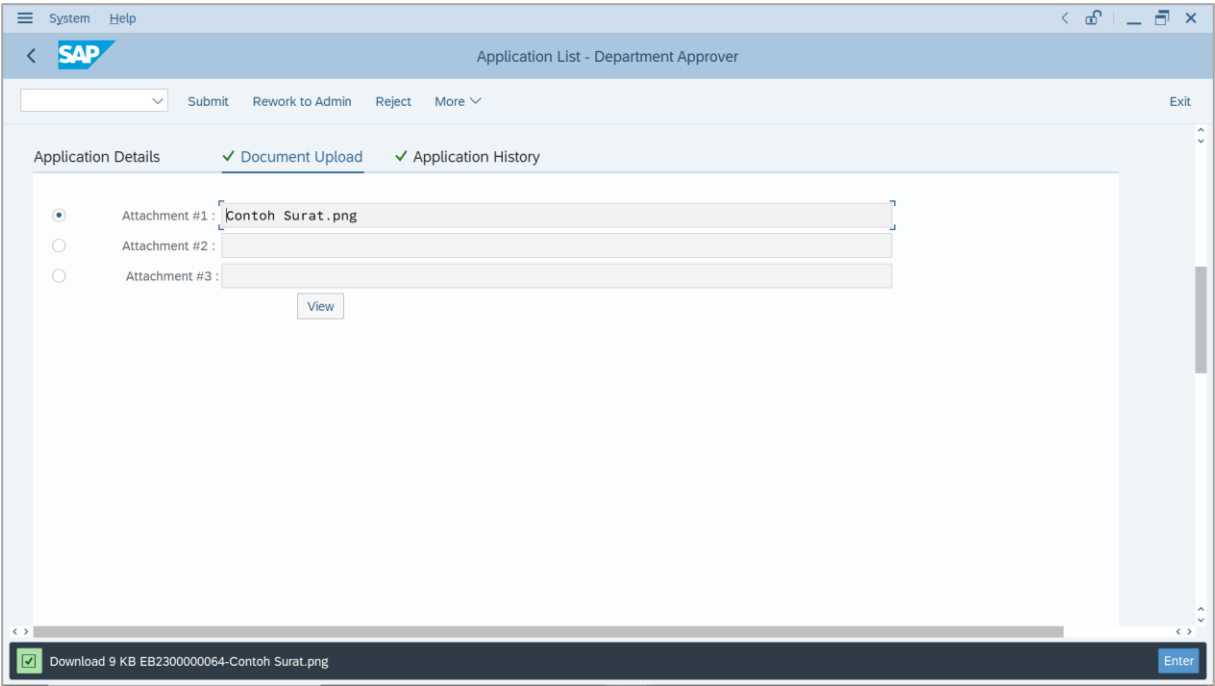 System Help
SAP
Application List - Department Approver
Submit Rework to Admin Reject More Exit
Application Details Document Upload Application History
Attachment #1 : Contoh Surat.png
Attachment #2 :
Attachment #3 :
View
Download 9 KB EB2300000064-Contoh Surat.png Enter